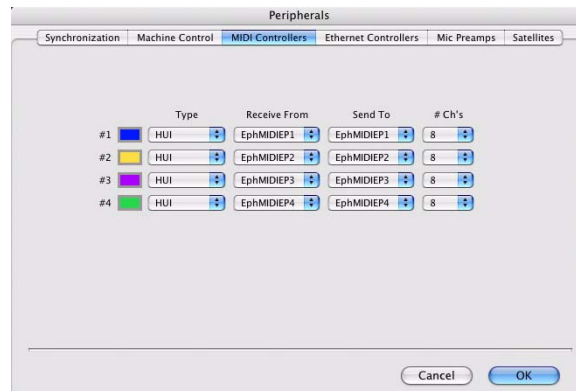 Peripherals
Synchronization Machine Control MIDI Controllers Ethernet Controllers Mic Preamps Satellites
Type Receive From Send To # Ch's
#1 HUI EphMIDIEP1 EphMIDIEP1 8
#2 HUI EphMIDIEP2 EphMIDIEP2 8
#3 HUI EphMIDIEP3 EphMIDIEP3 8
#4 HUI EphMIDIEP4 EphMIDIEP4 8
Cancel OK